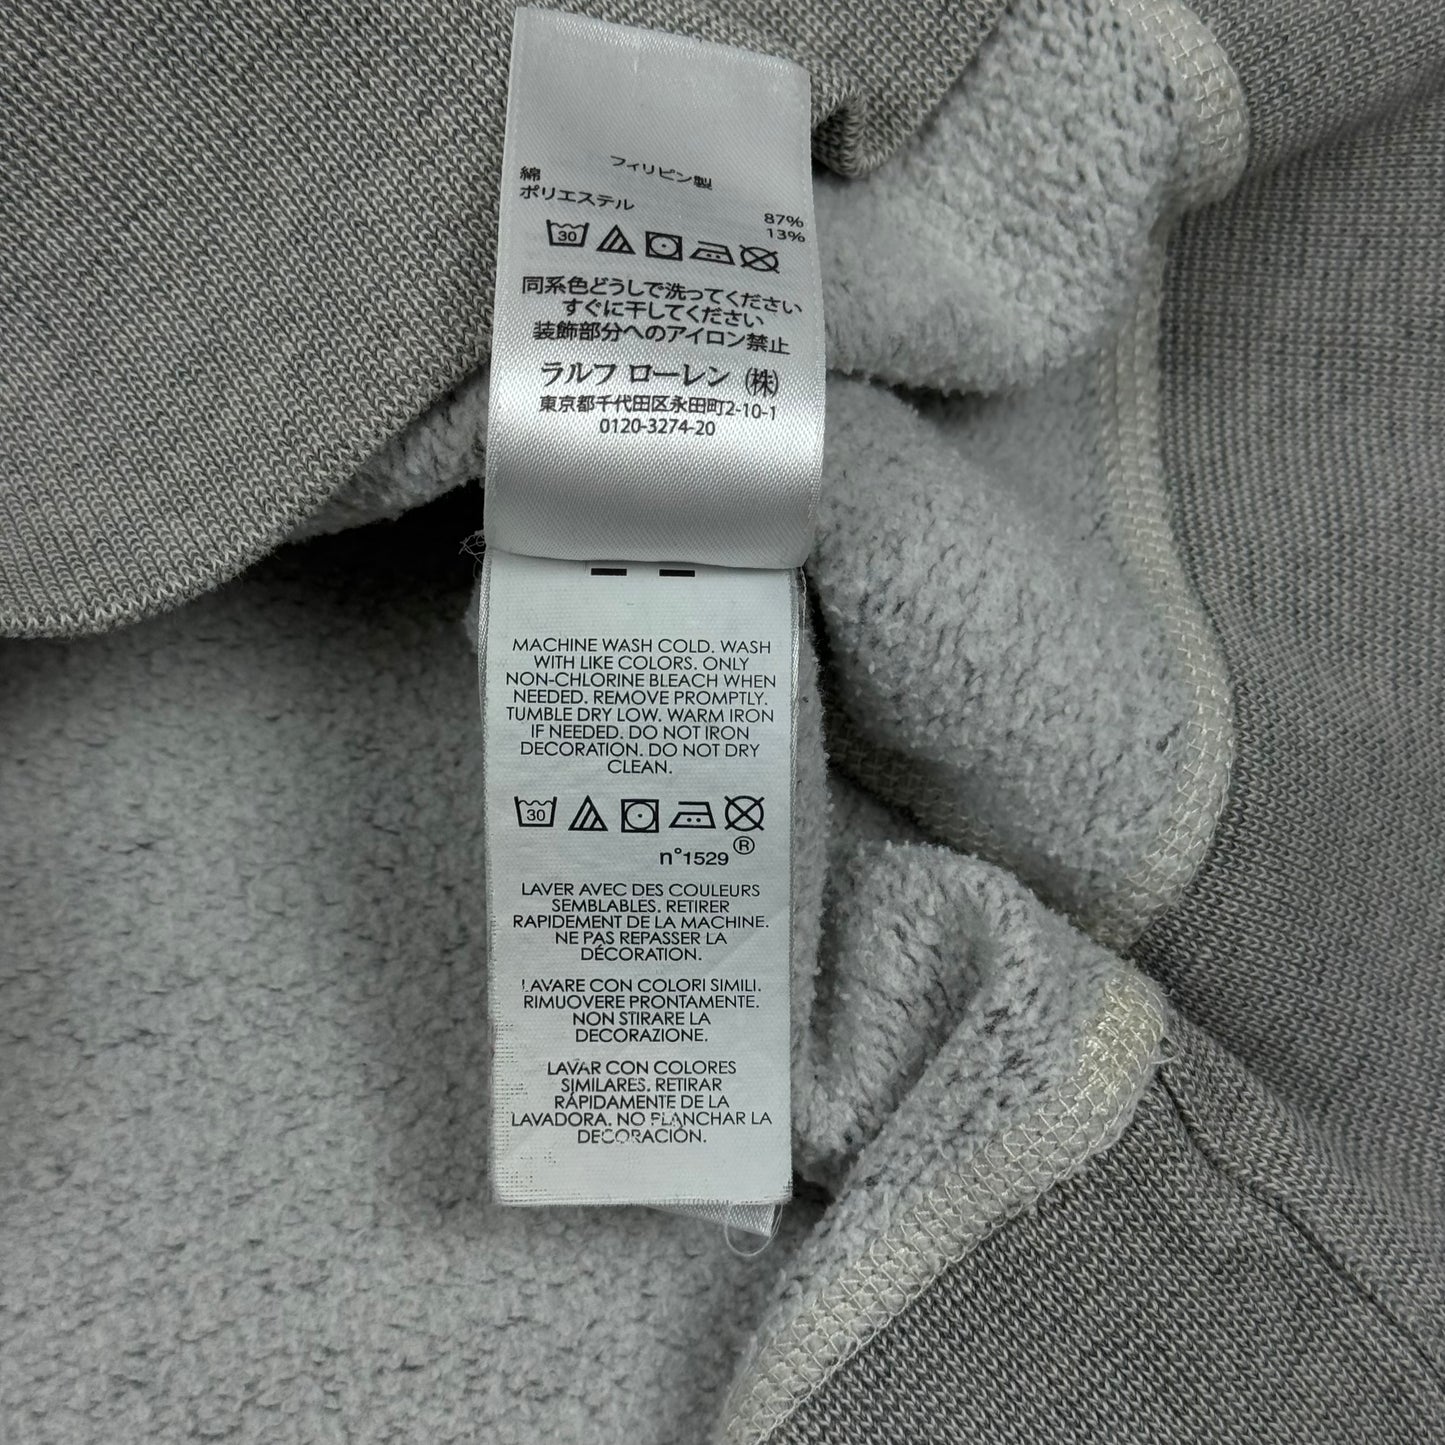 フィリピン製
綿 87%
ポリエステル 13%
30
同系色どうしで洗ってください
すぐに干してください
装飾部分へのアイロン禁止
ラルフ ローレン (株)
東京都千代田区永田町2-10-1
0120-3274-20
MACHINE WASH COLD. WASH
WITH LIKE COLORS. ONLY
NON-CHLORINE BLEACH WHEN
NEEDED. REMOVE PROMPTLY.
TUMBLE DRY LOW. WARM IRON
IF NEEDED. DO NOT IRON
DECORATION. DO NOT DRY
CLEAN.
30
n°1529 ®
LAVER AVEC DES COULEURS
SEMBLABLES. RETIRER
RAPIDEMENT DE LA MACHINE.
NE PAS REPASSER LA
DÉCORATION.
LAVARE CON COLORI SIMILI.
RIMUOVERE PRONTAMENTE.
NON STIRARE LA
DECORAZIONE.
LAVAR CON COLORES
SIMILARES. RETIRAR
RÁPIDAMENTE DE LA
LAVADORA. NO PLANCHAR LA
DECORACIÓN.